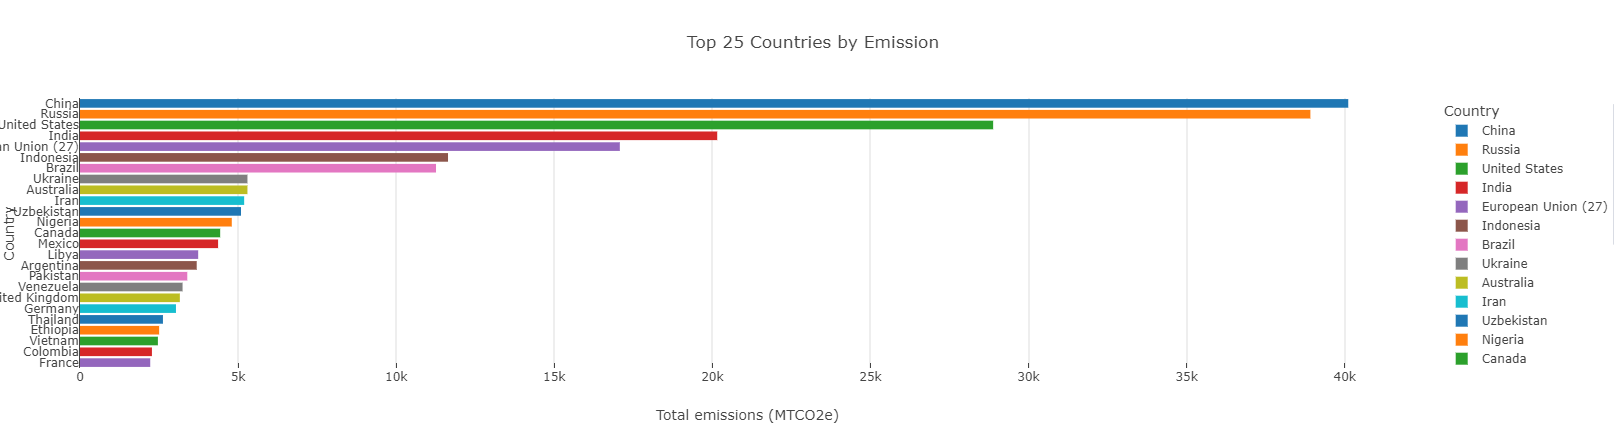 Top 25 Countries by Emission
China
Russia
United States
India
an Union (27)
Indonesia
Brazil
Ukraine
Australia
Iran
Uzbekistan
Nigeria
Canada
Mexico
Libya
Argentina
Pakistan
Venezuela
ited Kingdom
Germany
Thailand
Ethiopia
Vietnam
Colombia
France
Country
0 5k 10k 15k 20k 25k 30k 35k 40k
Total emissions (MTCO2e)
Country
China
Russia
United States
India
European Union (27)
Indonesia
Brazil
Ukraine
Australia
Iran
Uzbekistan
Nigeria
Canada